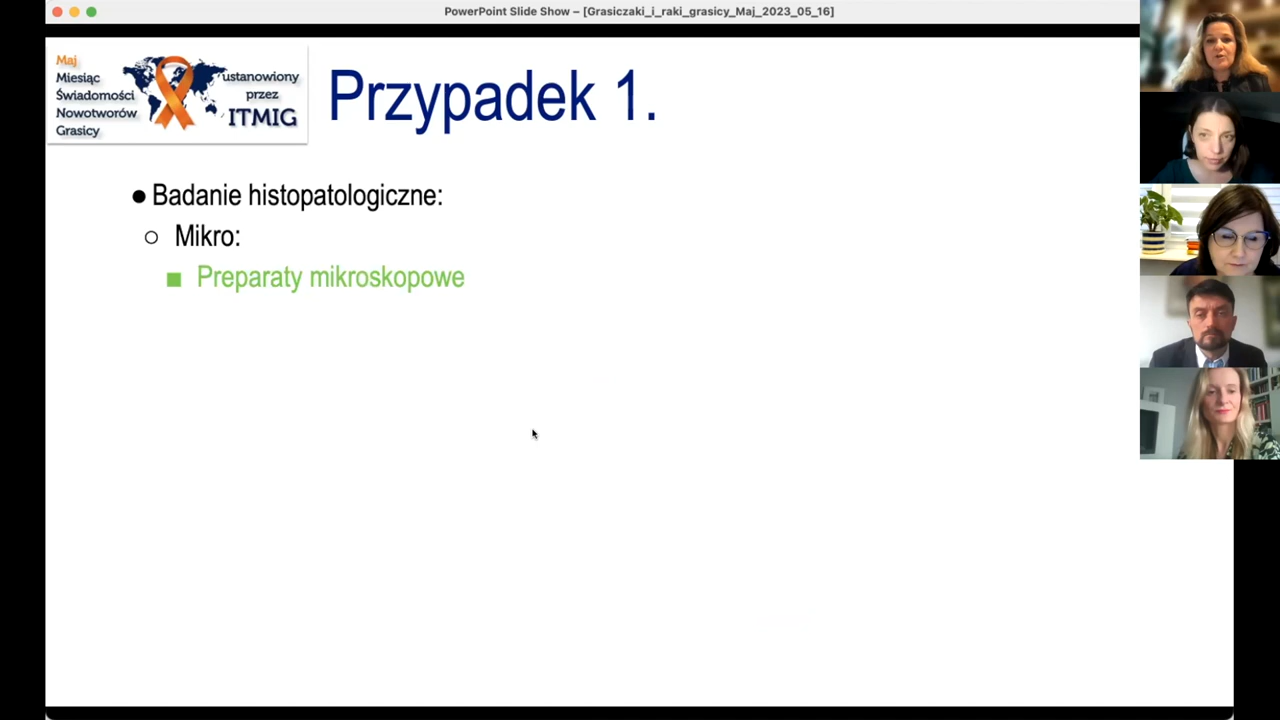 PowerPoint Slide Show – [Grasiczaki_i_raki_grasicy_Maj_2023_05_16]
Maj
Miesiąc
Świadomości
Nowotworów
Grasicy
ustanowiony
przez
ITMIG
Przypadek 1.
● Badanie histopatologiczne:
○ Mikro:
■ Preparaty mikroskopowe